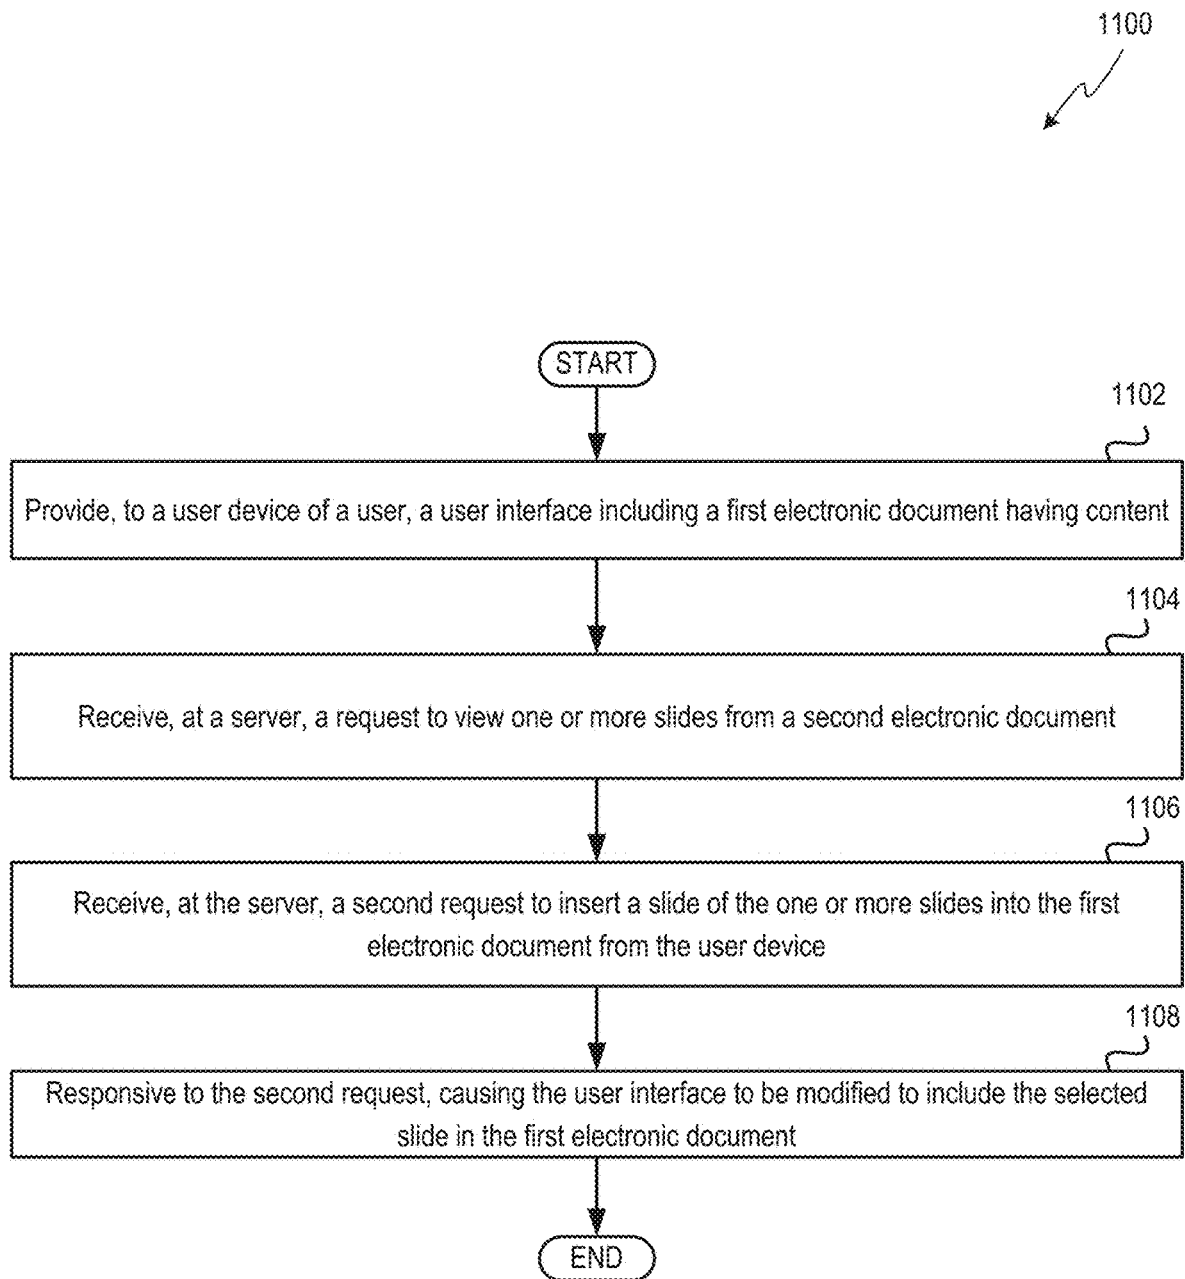 1100
START
1102
Provide, to a user device of a user, a user interface including a first electronic document having content
1104
Receive, at a server, a request to view one or more slides from a second electronic document
1106
Receive, at the server, a second request to insert a slide of the one or more slides into the first
electronic document from the user device
1108
Responsive to the second request, causing the user interface to be modified to include the selected
slide in the first electronic document
END